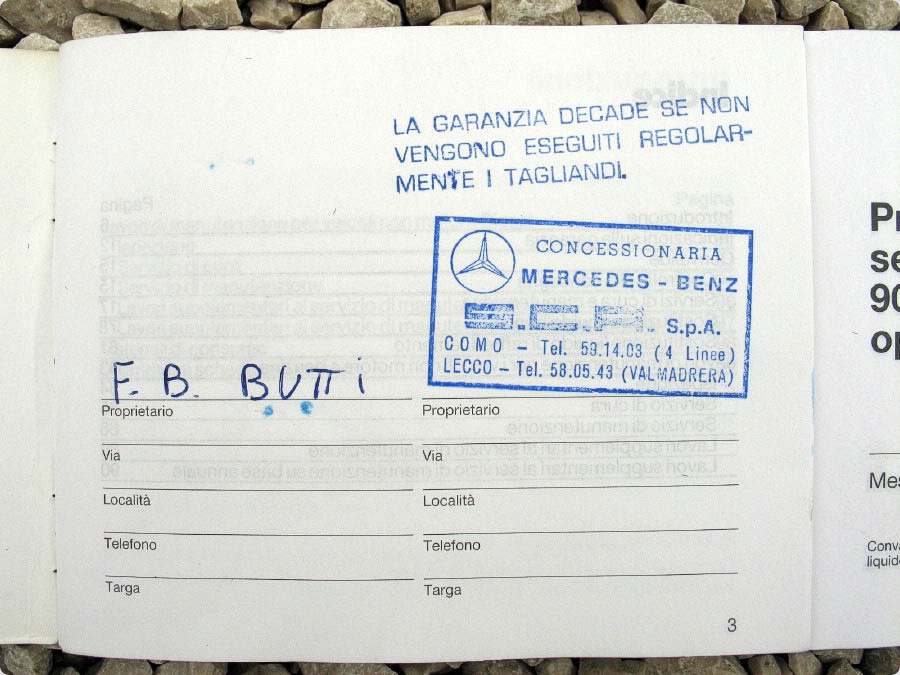 LA GARANZIA DECADE SE NON
VENGONO ESEGUITI REGOLAR-
MENTE I TAGLIANDI.
CONCESSIONARIA
MERCEDES - BENZ
S.C.A. S.p.A.
COMO - Tel. 59.14.03 (4 Linee)
LECCO - Tel. 58.05.43 (VALMADRERA)
F. B. BUTTi
Proprietario
Proprietario
Via
Via
Località
Località
Telefono
Telefono
Targa
Targa
3